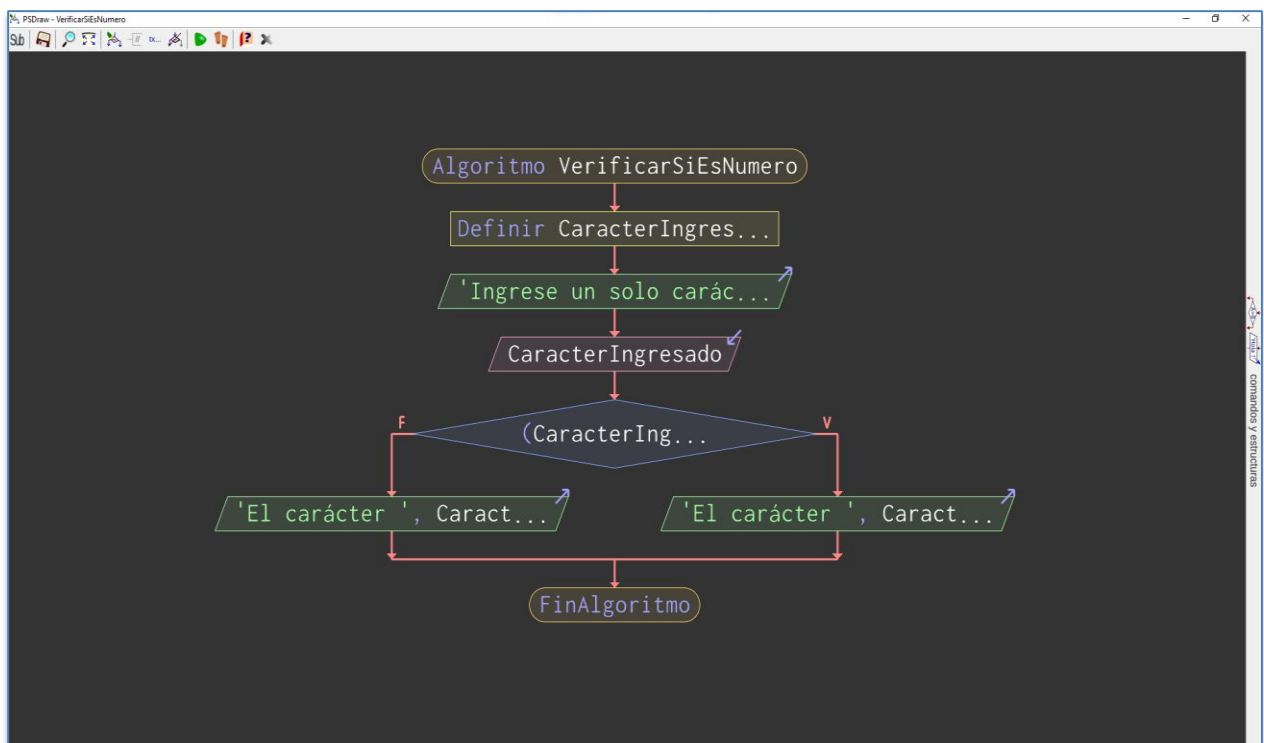 PSDraw - VerificarSiEsNumero
Sub
Algoritmo VerificarSiEsNumero
Definir CaracterIngres...
'Ingrese un solo carác...
CaracterIngresado
F
(CaracterIng...
V
'El carácter ', Caract...
'El carácter ', Caract...
FinAlgoritmo
comandos y estructuras